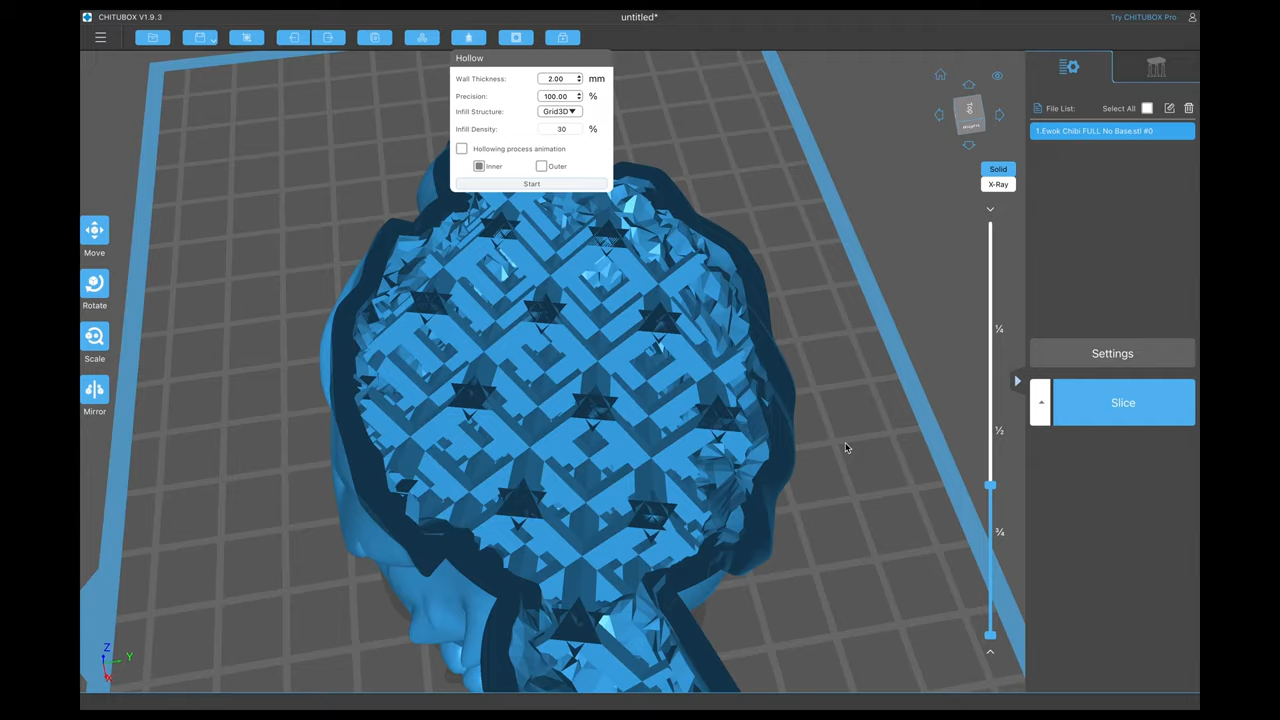 CHITUBOX V1.9.3
untitled*
Try CHITUBOX Pro
Hollow
Wall Thickness: 2.00 mm
Precision: 100.00 %
Infill Structure: Grid3D▼
Infill Density: 30 %
Hollowing process animation
Inner Outer
Start
Top
File List: Select All
1.Ewok Chibi FULL No Base.stl #0
Solid
X-Ray
Move
Rotate
Scale
Mirror
¼
½
¾
Settings
Slice
Z
Y
X